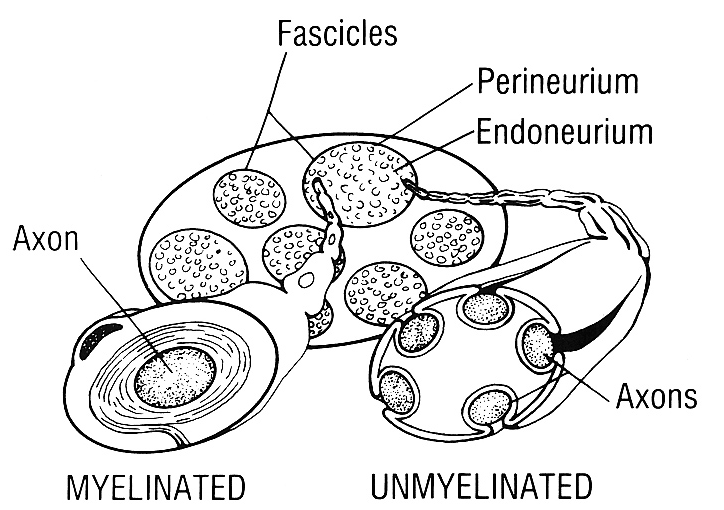 Fascicles
Perineurium
Endoneurium
Axon
Axons
MYELINATED
UNMYELINATED